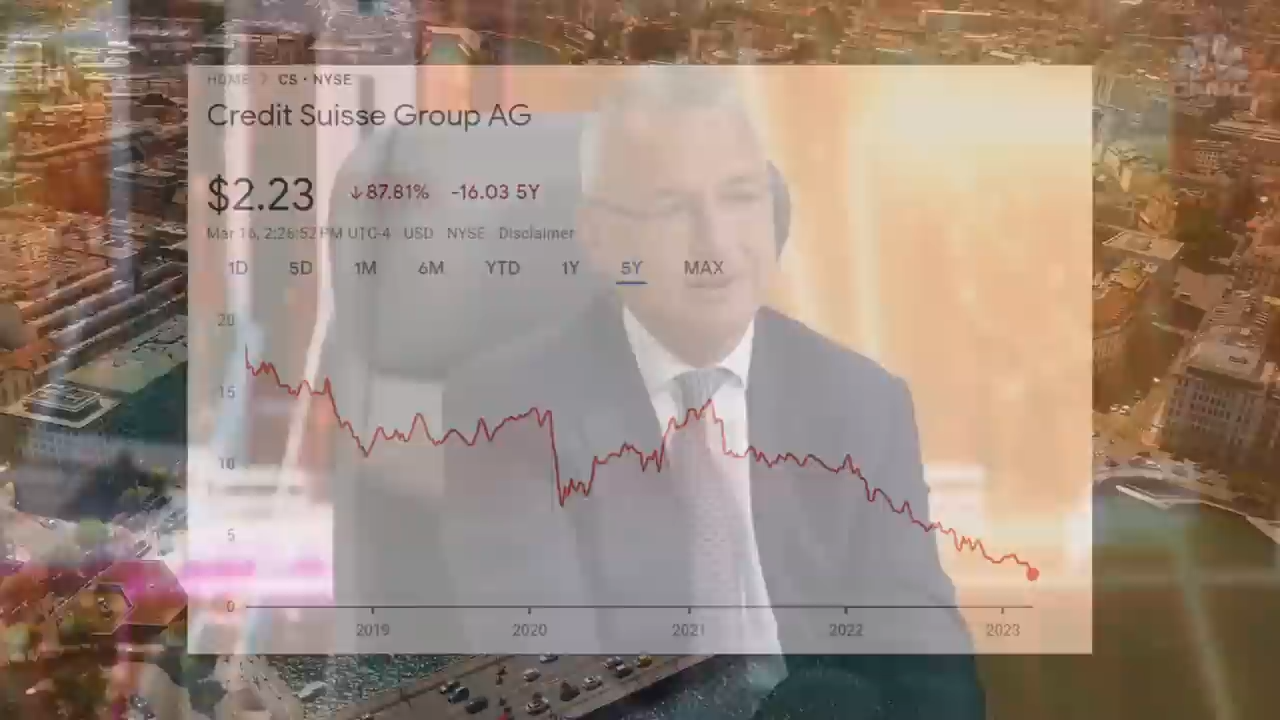 HOME > CS • NYSE
Credit Suisse Group AG
$2.23 ↓87.81% -16.03 5Y
Mar 16, 2:26:52 PM UTC-4 USD NYSE Disclaimer
1D 5D 1M 6M YTD 1Y 5Y MAX
20
15
10
5
0
2019 2020 2021 2022 2023